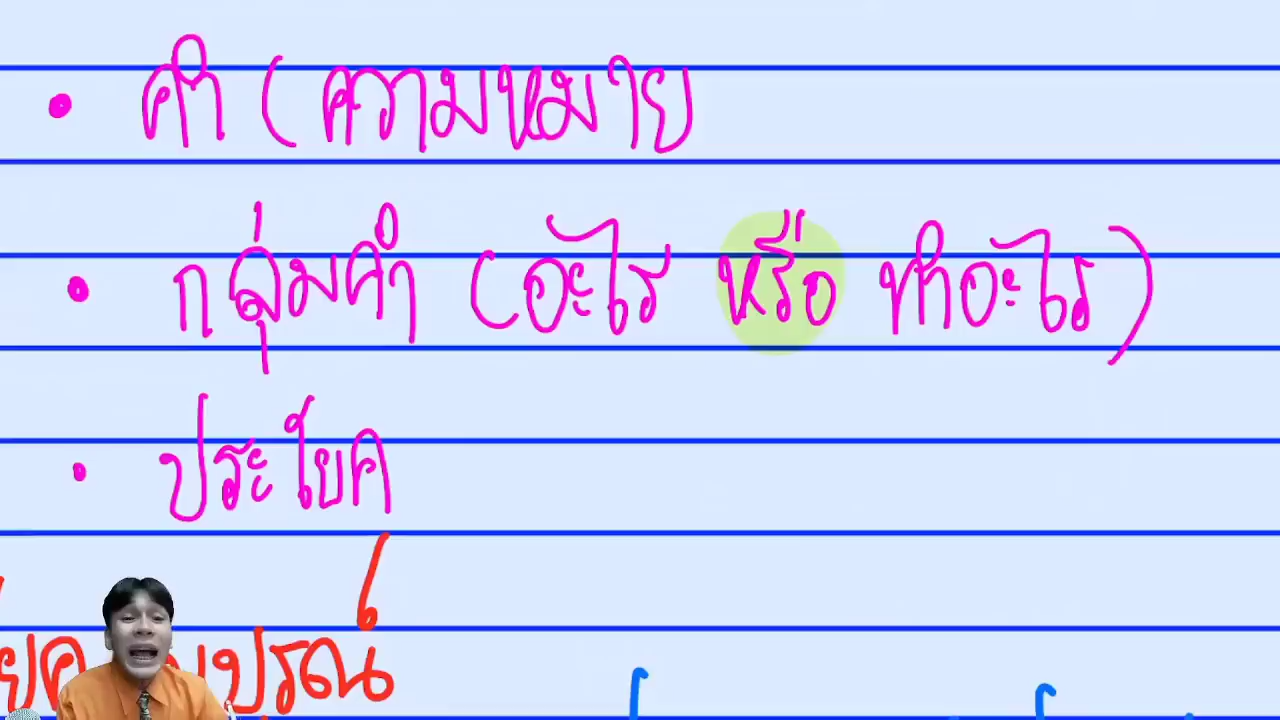 • คำ (ความหมาย
• กลุ่มคำ (อะไร หรือ ทำอะไร)
• ประโยค